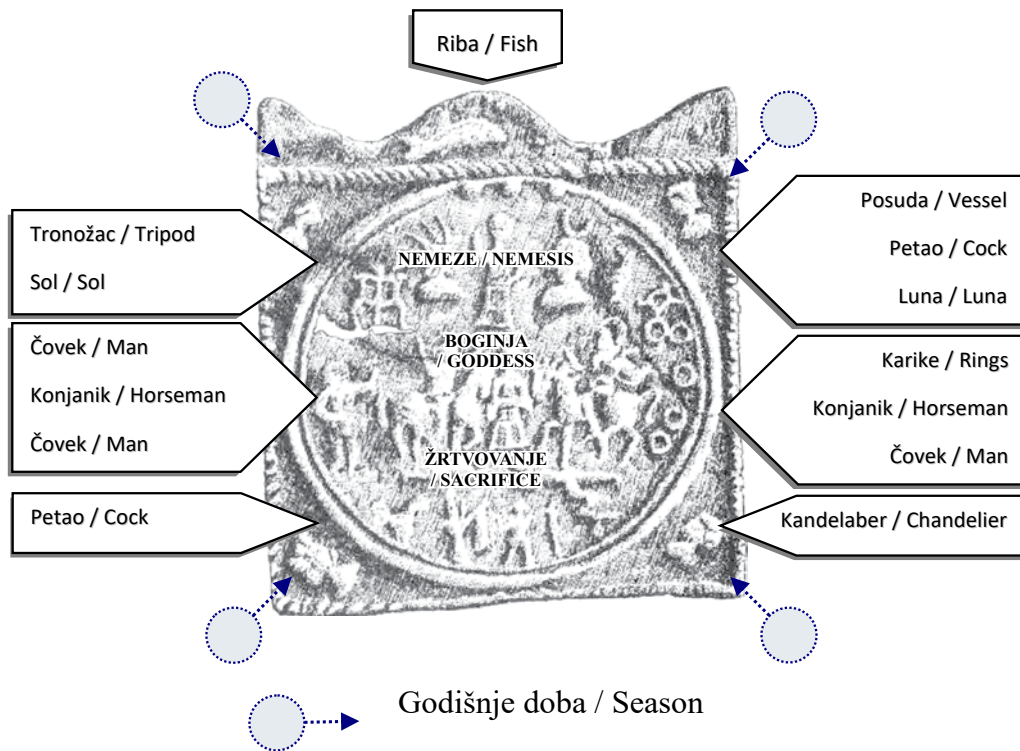 Riba / Fish
Tronožac / Tripod
Sol / Sol
Posuda / Vessel
Petao / Cock
Luna / Luna
NEMEZE / NEMESIS
BOGINJA
/ GODDESS
ŽRTVOVANJE
/ SACRIFICE
Čovek / Man
Konjanik / Horseman
Čovek / Man
Karike / Rings
Konjanik / Horseman
Čovek / Man
Petao / Cock
Kandelaber / Chandelier
Godišnje doba / Season